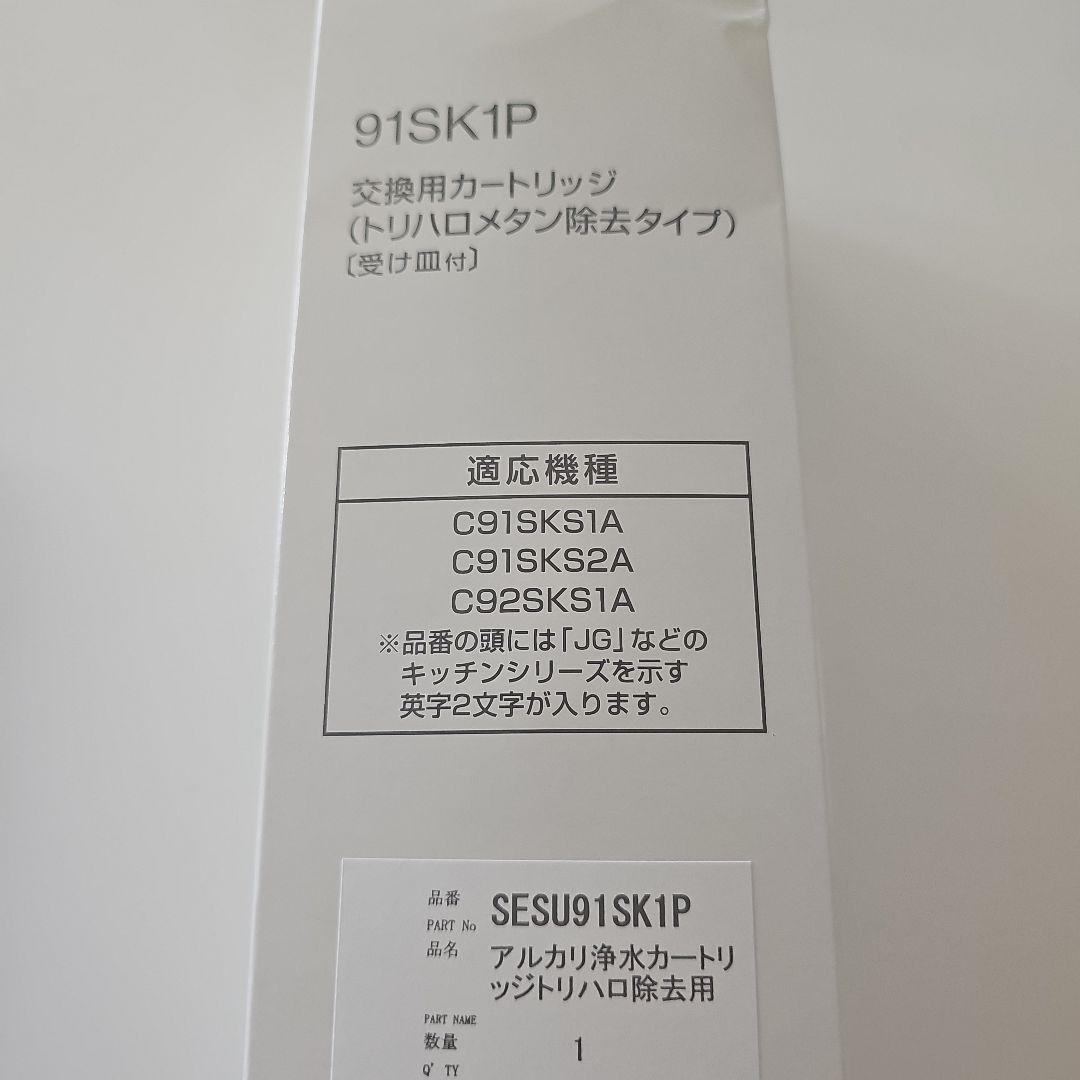 91SK1P
交換用カートリッジ
(トリハロメタン除去タイプ)
〔受け皿付〕
適応機種
C91SKS1A
C91SKS2A
C92SKS1A
※品番の頭には「JG」などの
キッチンシリーズを示す
英字2文字が入ります。
品番
PART No SESU91SK1P
品名 アルカリ浄水カートリ
ッジトリハロ除去用
PART NAME
数量 1
Q' TY